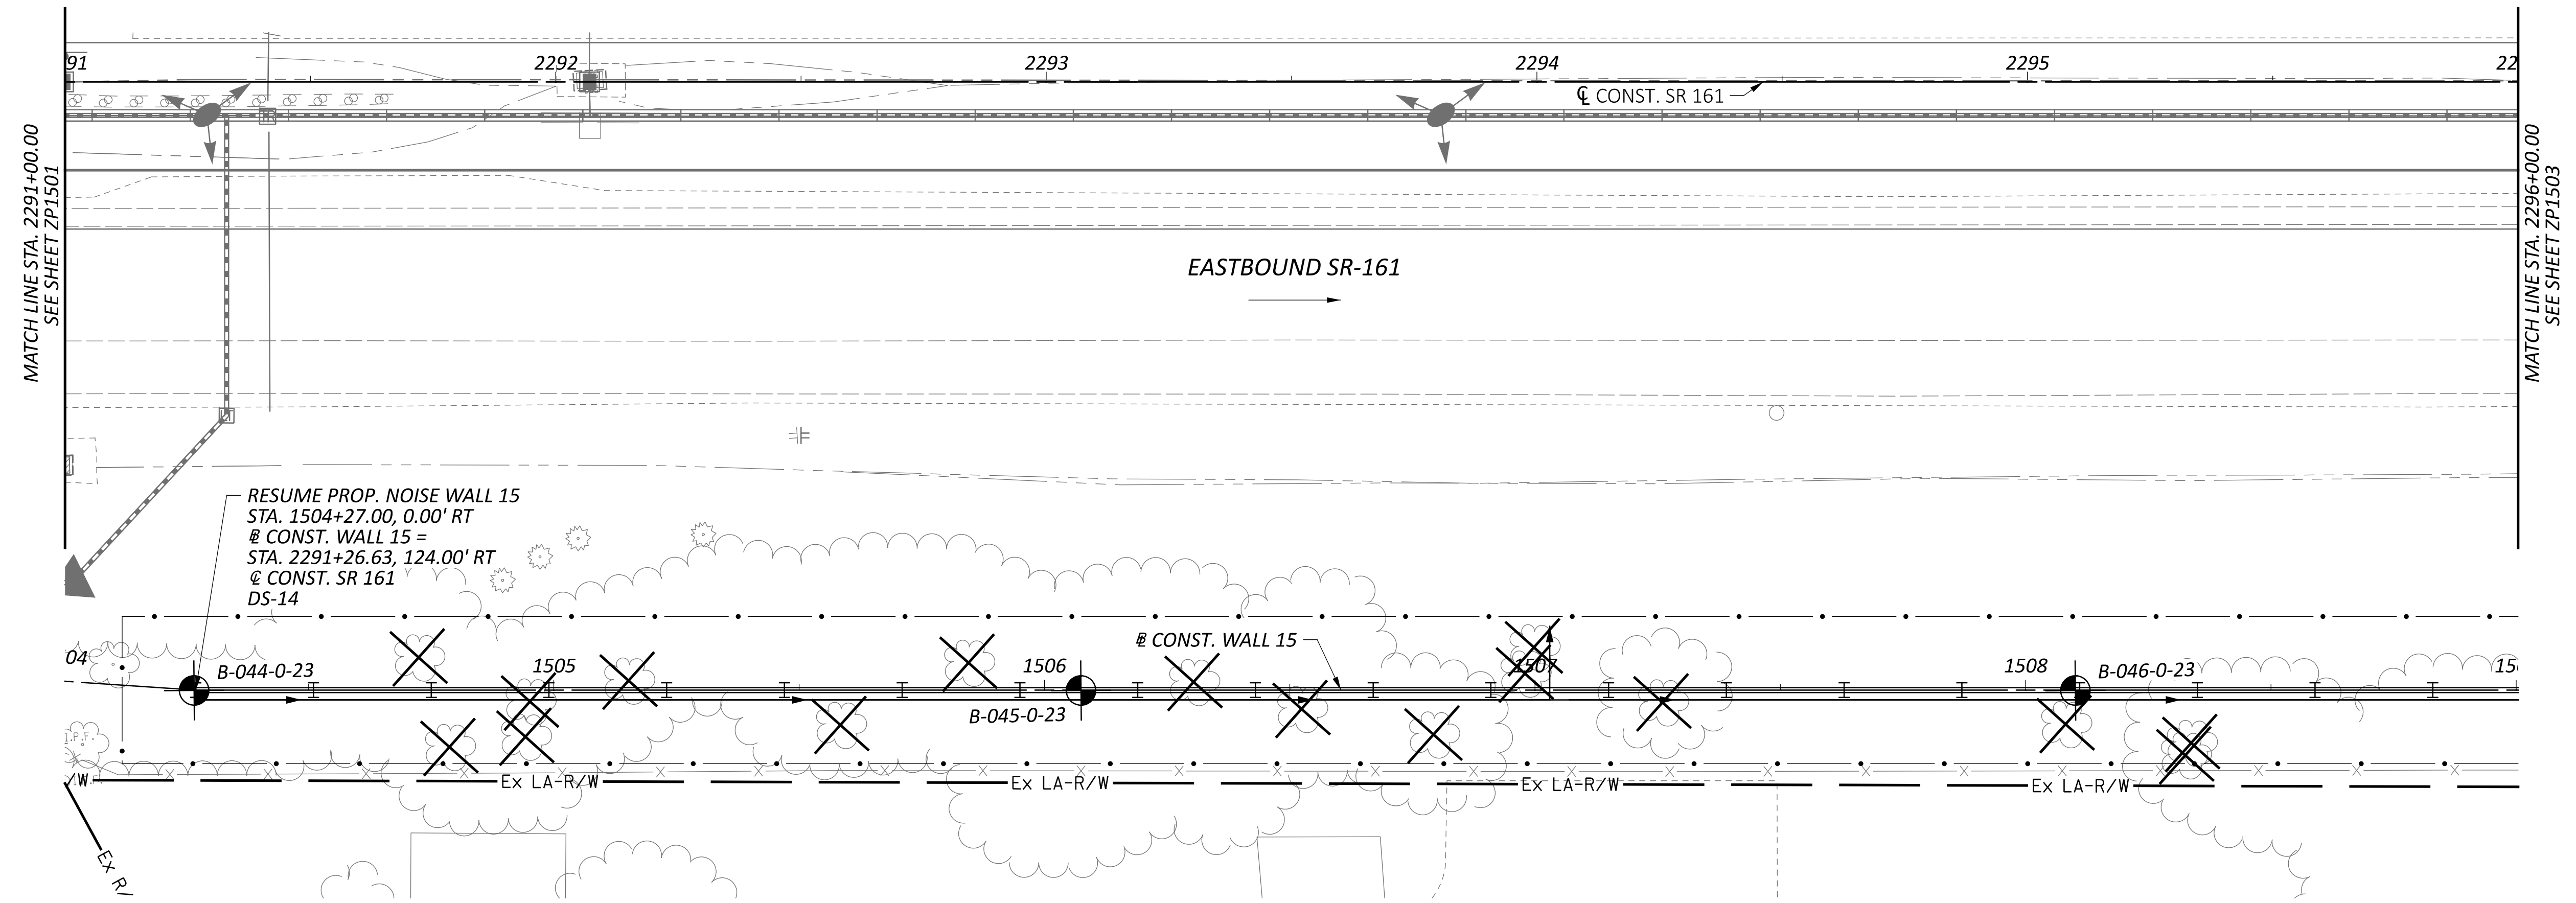 91
2292
2293
2294
2295
22
℄ CONST. SR 161
MATCH LINE STA. 2291+00.00
SEE SHEET ZP1501
MATCH LINE STA. 2296+00.00
SEE SHEET ZP1503
EASTBOUND SR-161
RESUME PROP. NOISE WALL 15
STA. 1504+27.00, 0.00' RT
BL CONST. WALL 15 =
STA. 2291+26.63, 124.00' RT
℄ CONST. SR 161
DS-14
BL CONST. WALL 15
04
B-044-0-23
1505
1506
1507
1508
B-046-0-23
150
B-045-0-23
I.P.F.
/W
Ex LA-R/W
Ex LA-R/W
Ex LA-R/W
Ex LA-R/W
Ex R/